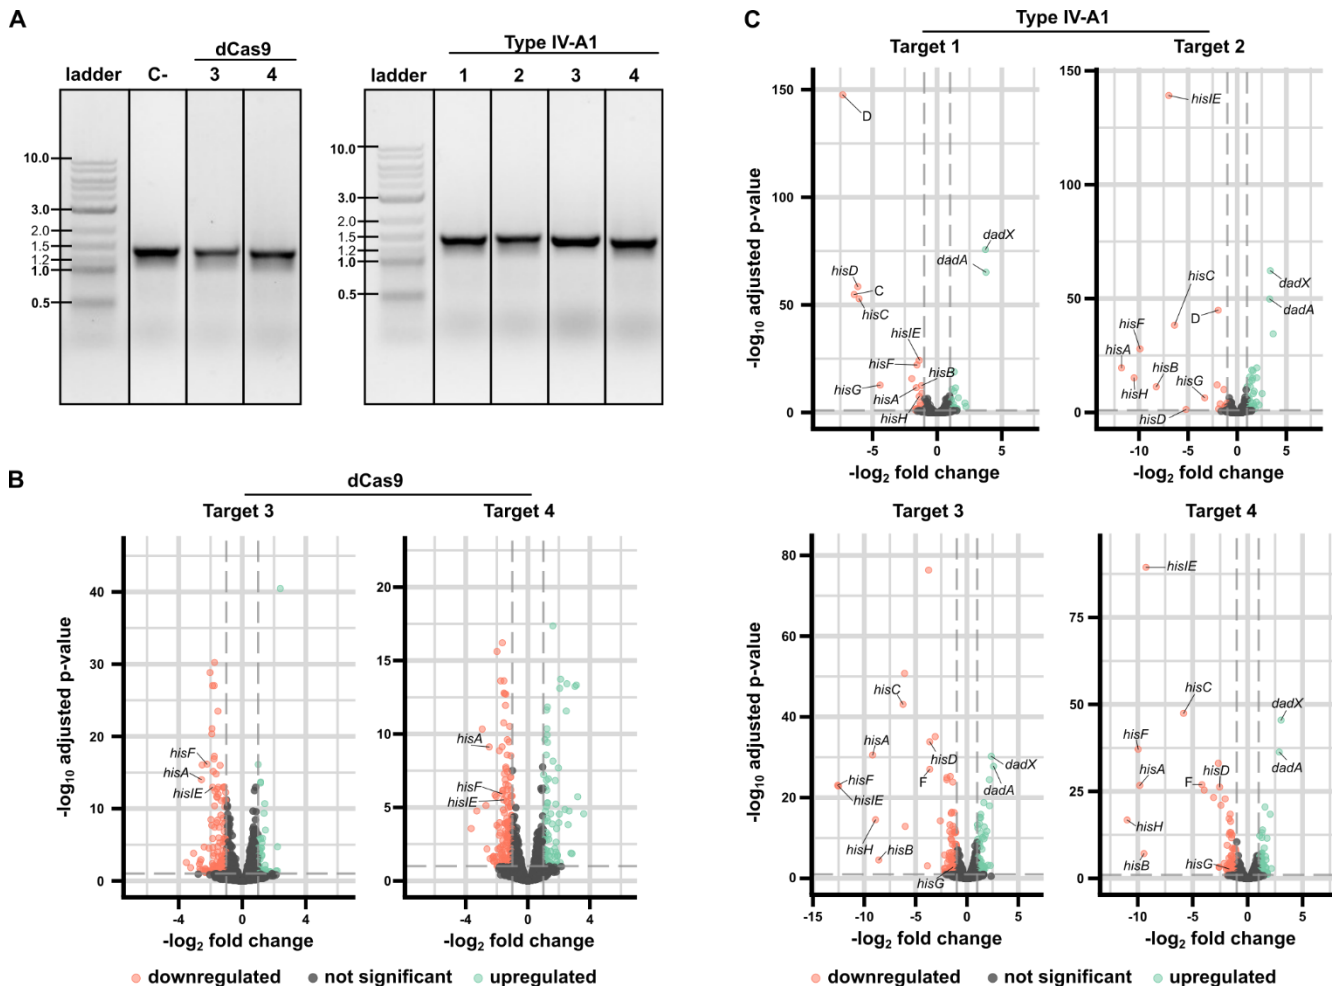 A
dCas9
ladder C- 3 4
10.0
3.0
2.0
1.5
1.2
1.0
0.5
Type IV-A1
ladder 1 2 3 4
10.0
3.0
2.0
1.5
1.2
1.0
0.5
B
dCas9
Target 3
-log10 adjusted p-value
40
30
20
10
0
hisF
hisA
hisIE
-4 0 4
-log2 fold change
Target 4
20
15
10
5
0
hisA
hisF
hisIE
-4 0 4
-log2 fold change
downregulated not significant upregulated
C
Type IV-A1
Target 1
-log10 adjusted p-value
150
100
50
0
D
dadX
dadA
hisD
C
hisC
hisIE
hisF
hisB
hisG
hisA
hisH
-5 0 5
-log2 fold change
Target 2
150
100
50
0
hisIE
hisC
dadX
D
dadA
hisF
hisA
hisB
hisG
hisH
hisD
-10 -5 0 5
-log2 fold change
Target 3
-log10 adjusted p-value
80
60
40
20
0
hisC
hisA
hisD
dadX
hisF
F
dadA
hisIE
hisH
hisB
hisG
-15 -10 -5 0 5
-log2 fold change
Target 4
75
50
25
0
hisIE
hisC
dadX
hisF
hisA
hisD
dadA
F
hisH
hisB
hisG
-10 -5 0 5
-log2 fold change
downregulated not significant upregulated